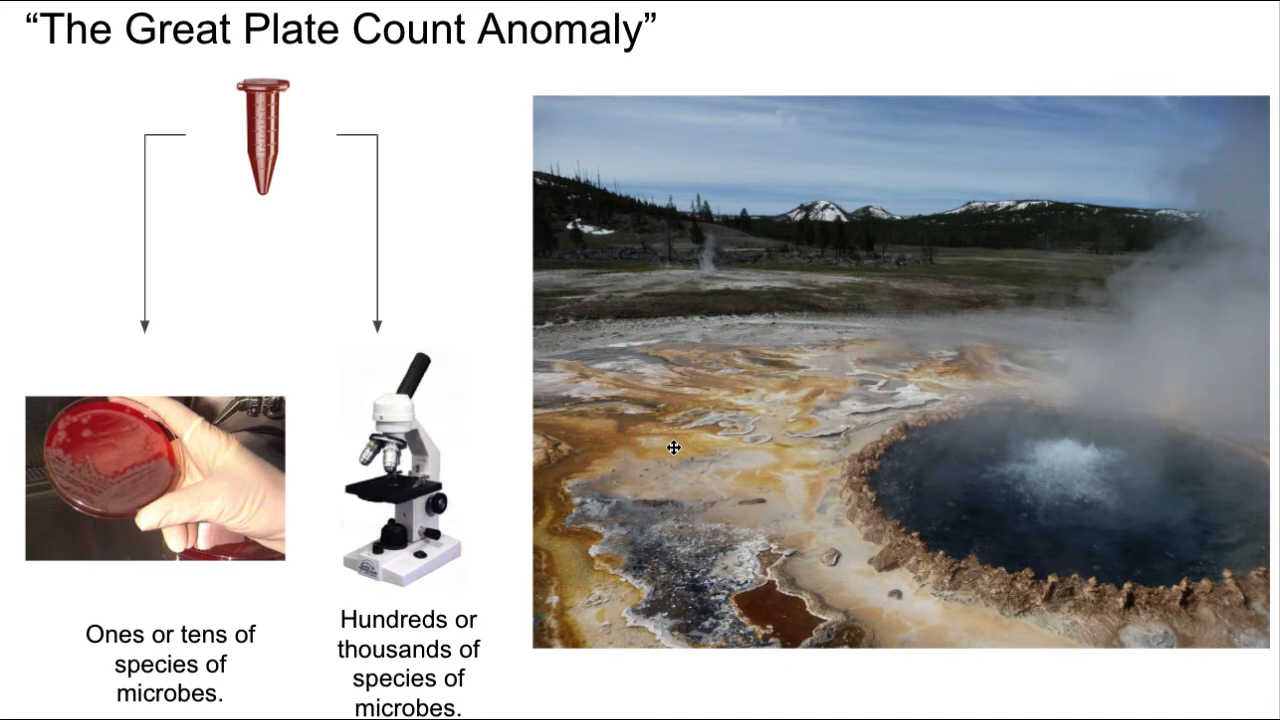 “The Great Plate Count Anomaly”
Ones or tens of
species of
microbes.
Hundreds or
thousands of
species of
microbes.